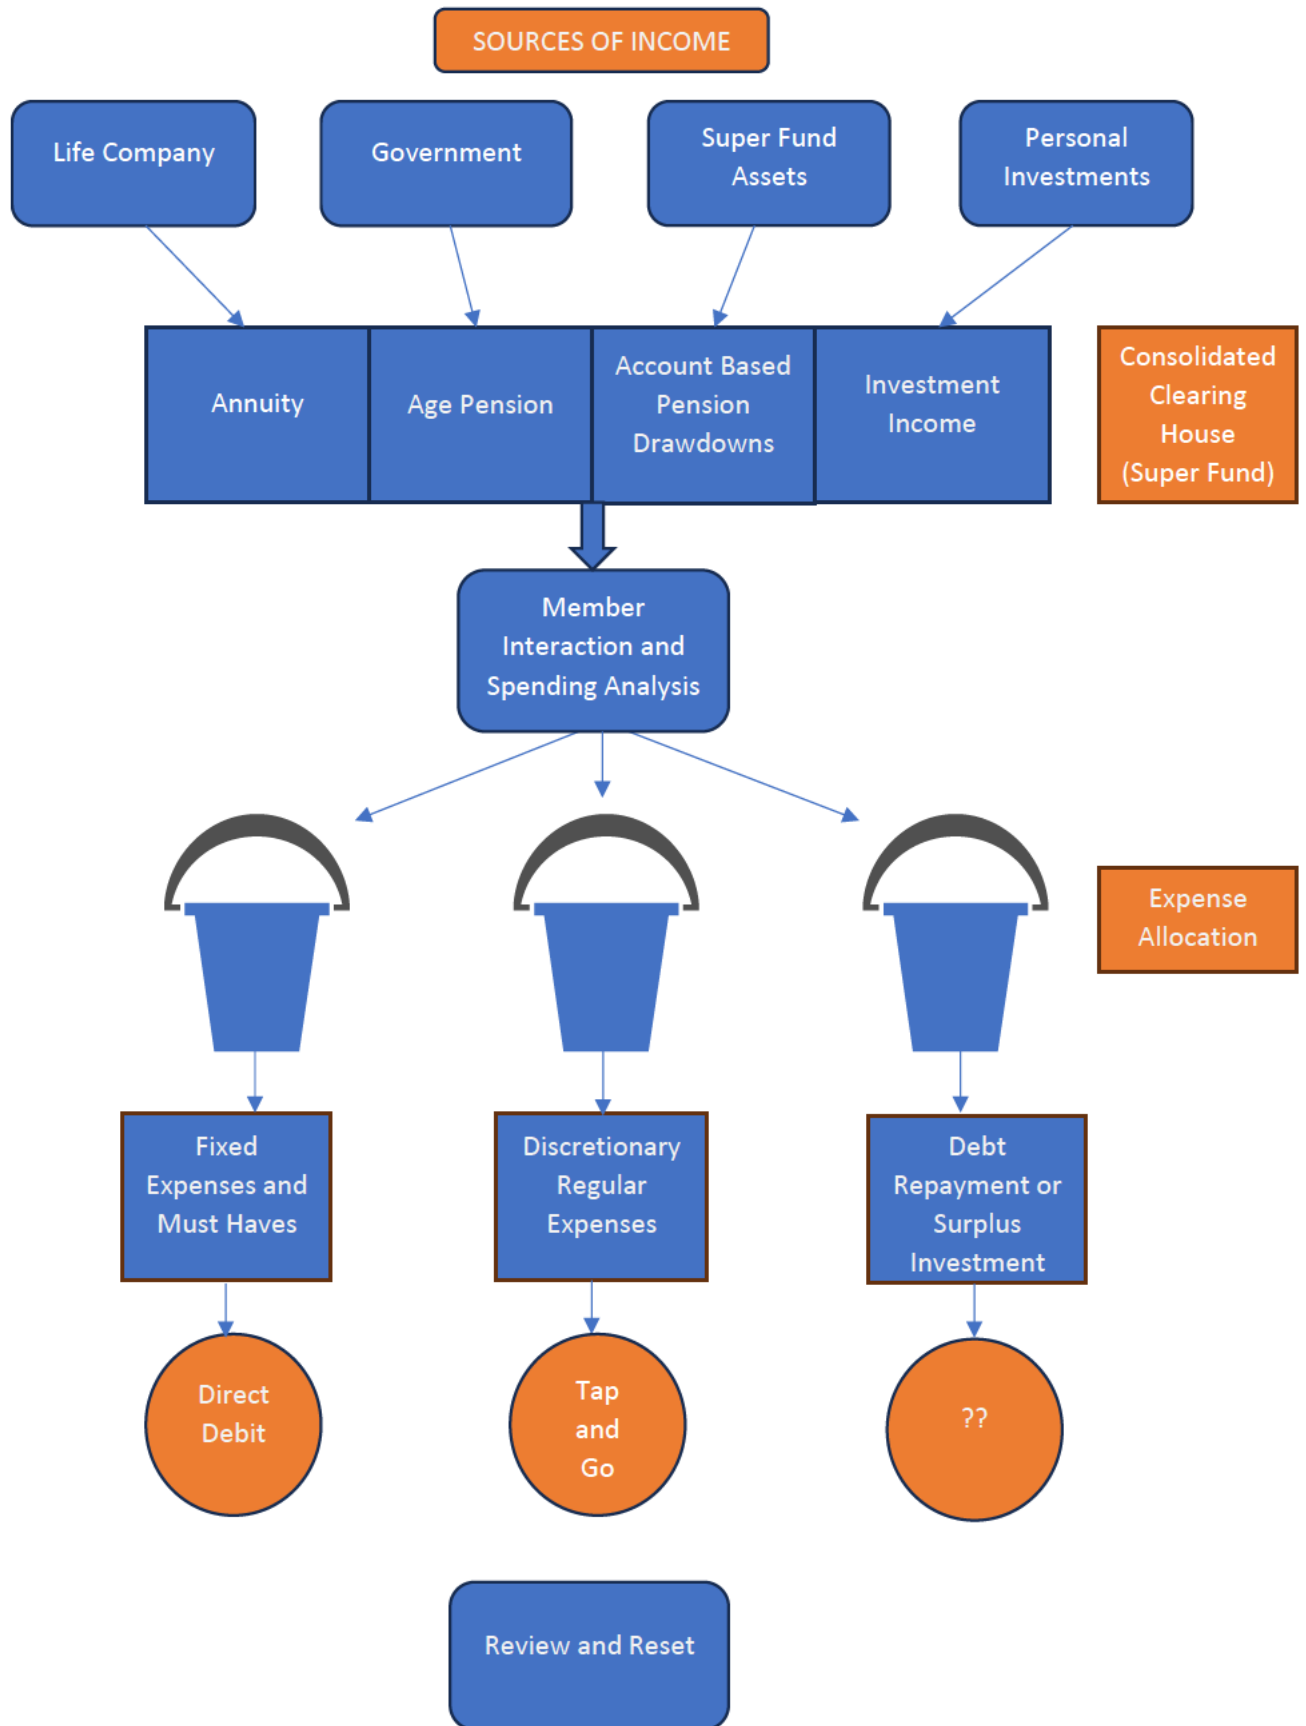 SOURCES OF INCOME
Life Company
Government
Super Fund
Assets
Personal
Investments
Annuity
Age Pension
Account Based
Pension
Drawdowns
Investment
Income
Consolidated
Clearing
House
(Super Fund)
Member
Interaction and
Spending Analysis
Expense
Allocation
Fixed
Expenses and
Must Haves
Discretionary
Regular
Expenses
Debt
Repayment or
Surplus
Investment
Direct
Debit
Tap
and
Go
??
Review and Reset